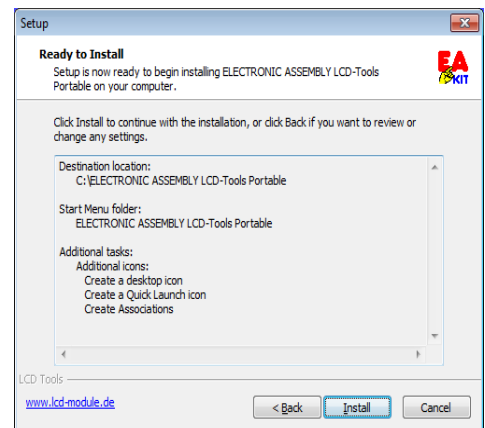 Setup
Ready to Install
Setup is now ready to begin installing ELECTRONIC ASSEMBLY LCD-Tools
Portable on your computer.
EA
KIT
Click Install to continue with the installation, or click Back if you want to review or
change any settings.
Destination location:
C:\ELECTRONIC ASSEMBLY LCD-Tools Portable
Start Menu folder:
ELECTRONIC ASSEMBLY LCD-Tools Portable
Additional tasks:
Additional icons:
Create a desktop icon
Create a Quick Launch icon
Create Associations
LCD Tools
www.lcd-module.de
< Back
Install
Cancel